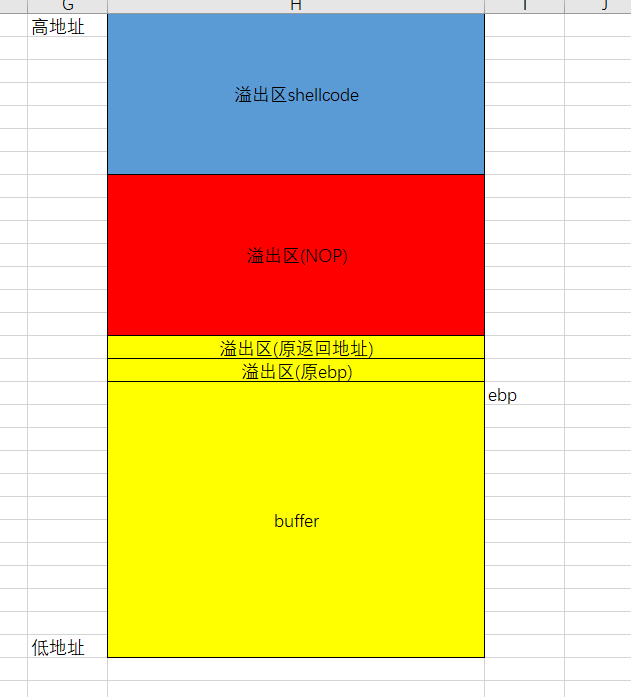 G H I J
高地址
溢出区shellcode
溢出区(NOP)
溢出区(原返回地址)
溢出区(原ebp)
ebp
buffer
低地址